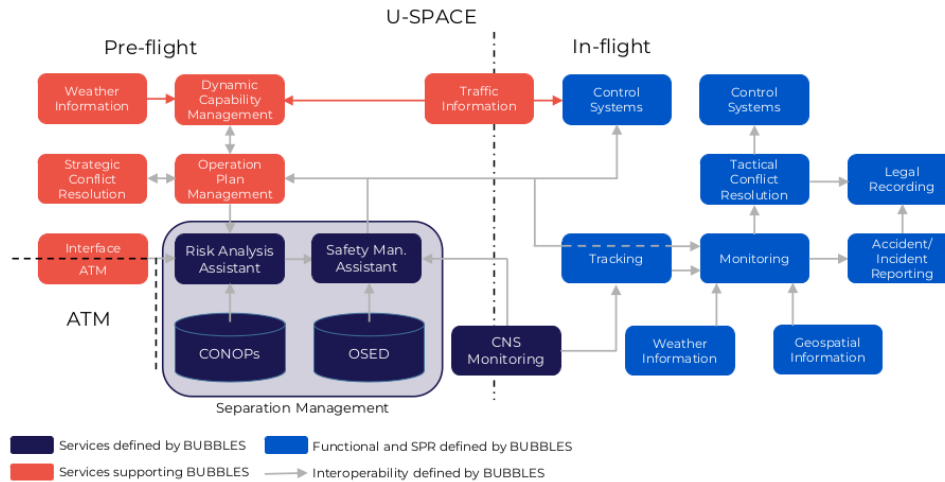 U-SPACE
Pre-flight
In-flight
Weather
Information
Dynamic
Capability
Management
Traffic
Information
Control
Systems
Control
Systems
Strategic
Conflict
Resolution
Operation
Plan
Management
Tactical
Conflict
Resolution
Legal
Recording
Interface
ATM
Risk Analysis
Assistant
Safety Man.
Assistant
Tracking
Monitoring
Accident/
Incident
Reporting
ATM
CONOPs
OSED
CNS
Monitoring
Weather
Information
Geospatial
Information
Separation Management
Services defined by BUBBLES
Functional and SPR defined by BUBBLES
Services supporting BUBBLES
Interoperability defined by BUBBLES